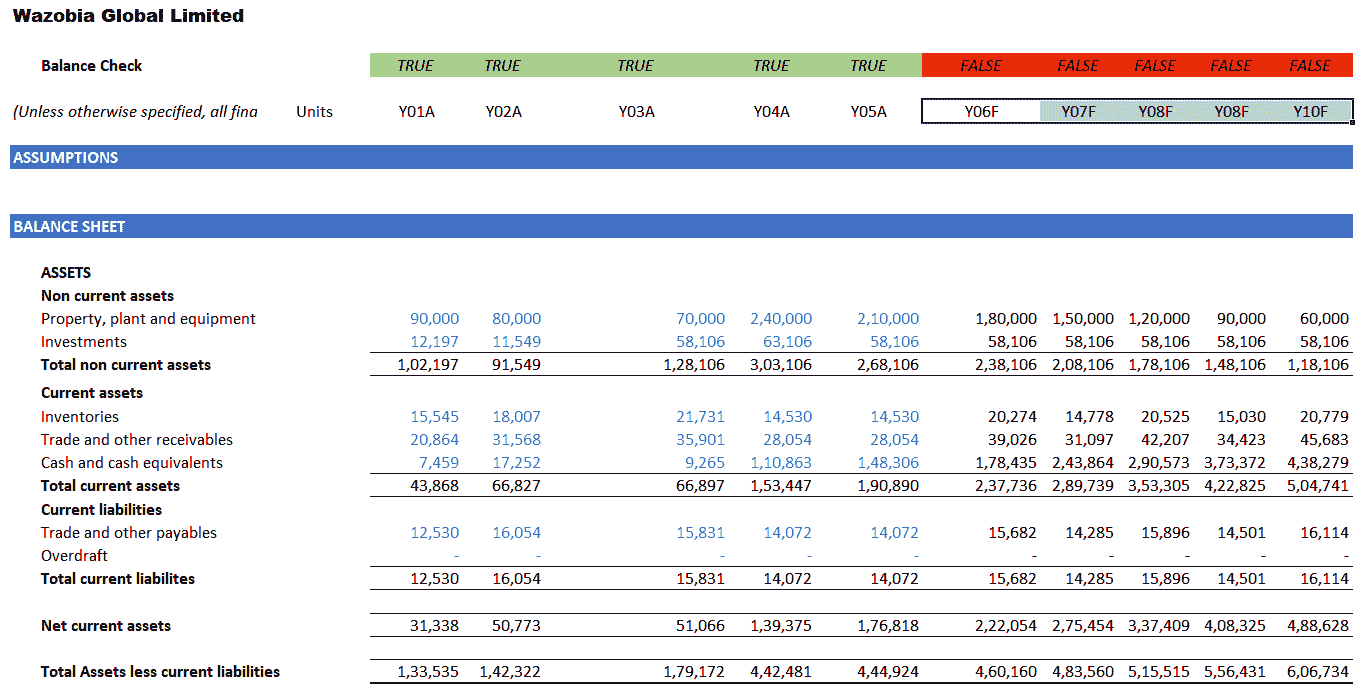 Wazobia Global Limited
Balance Check TRUE TRUE TRUE TRUE TRUE FALSE FALSE FALSE FALSE FALSE
(Unless otherwise specified, all fina Units Y01A Y02A Y03A Y04A Y05A Y06F Y07F Y08F Y08F Y10F
ASSUMPTIONS
BALANCE SHEET
ASSETS
Non current assets
Property, plant and equipment 90,000 80,000 70,000 2,40,000 2,10,000 1,80,000 1,50,000 1,20,000 90,000 60,000
Investments 12,197 11,549 58,106 63,106 58,106 58,106 58,106 58,106 58,106 58,106
Total non current assets 1,02,197 91,549 1,28,106 3,03,106 2,68,106 2,38,106 2,08,106 1,78,106 1,48,106 1,18,106
Current assets
Inventories 15,545 18,007 21,731 14,530 14,530 20,274 14,778 20,525 15,030 20,779
Trade and other receivables 20,864 31,568 35,901 28,054 28,054 39,026 31,097 42,207 34,423 45,683
Cash and cash equivalents 7,459 17,252 9,265 1,10,863 1,48,306 1,78,435 2,43,864 2,90,573 3,73,372 4,38,279
Total current assets 43,868 66,827 66,897 1,53,447 1,90,890 2,37,736 2,89,739 3,53,305 4,22,825 5,04,741
Current liabilities
Trade and other payables 12,530 16,054 15,831 14,072 14,072 15,682 14,285 15,896 14,501 16,114
Overdraft - - - - - - - - - -
Total current liabilites 12,530 16,054 15,831 14,072 14,072 15,682 14,285 15,896 14,501 16,114
Net current assets 31,338 50,773 51,066 1,39,375 1,76,818 2,22,054 2,75,454 3,37,409 4,08,325 4,88,628
Total Assets less current liabilities 1,33,535 1,42,322 1,79,172 4,42,481 4,44,924 4,60,160 4,83,560 5,15,515 5,56,431 6,06,734